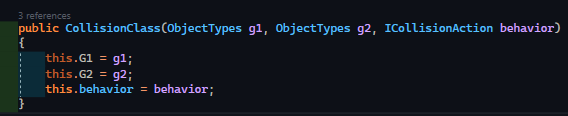 3 references
public CollisionClass(ObjectTypes g1, ObjectTypes g2, ICollisionAction behavior)
{
this.G1 = g1;
this.G2 = g2;
this.behavior = behavior;
}